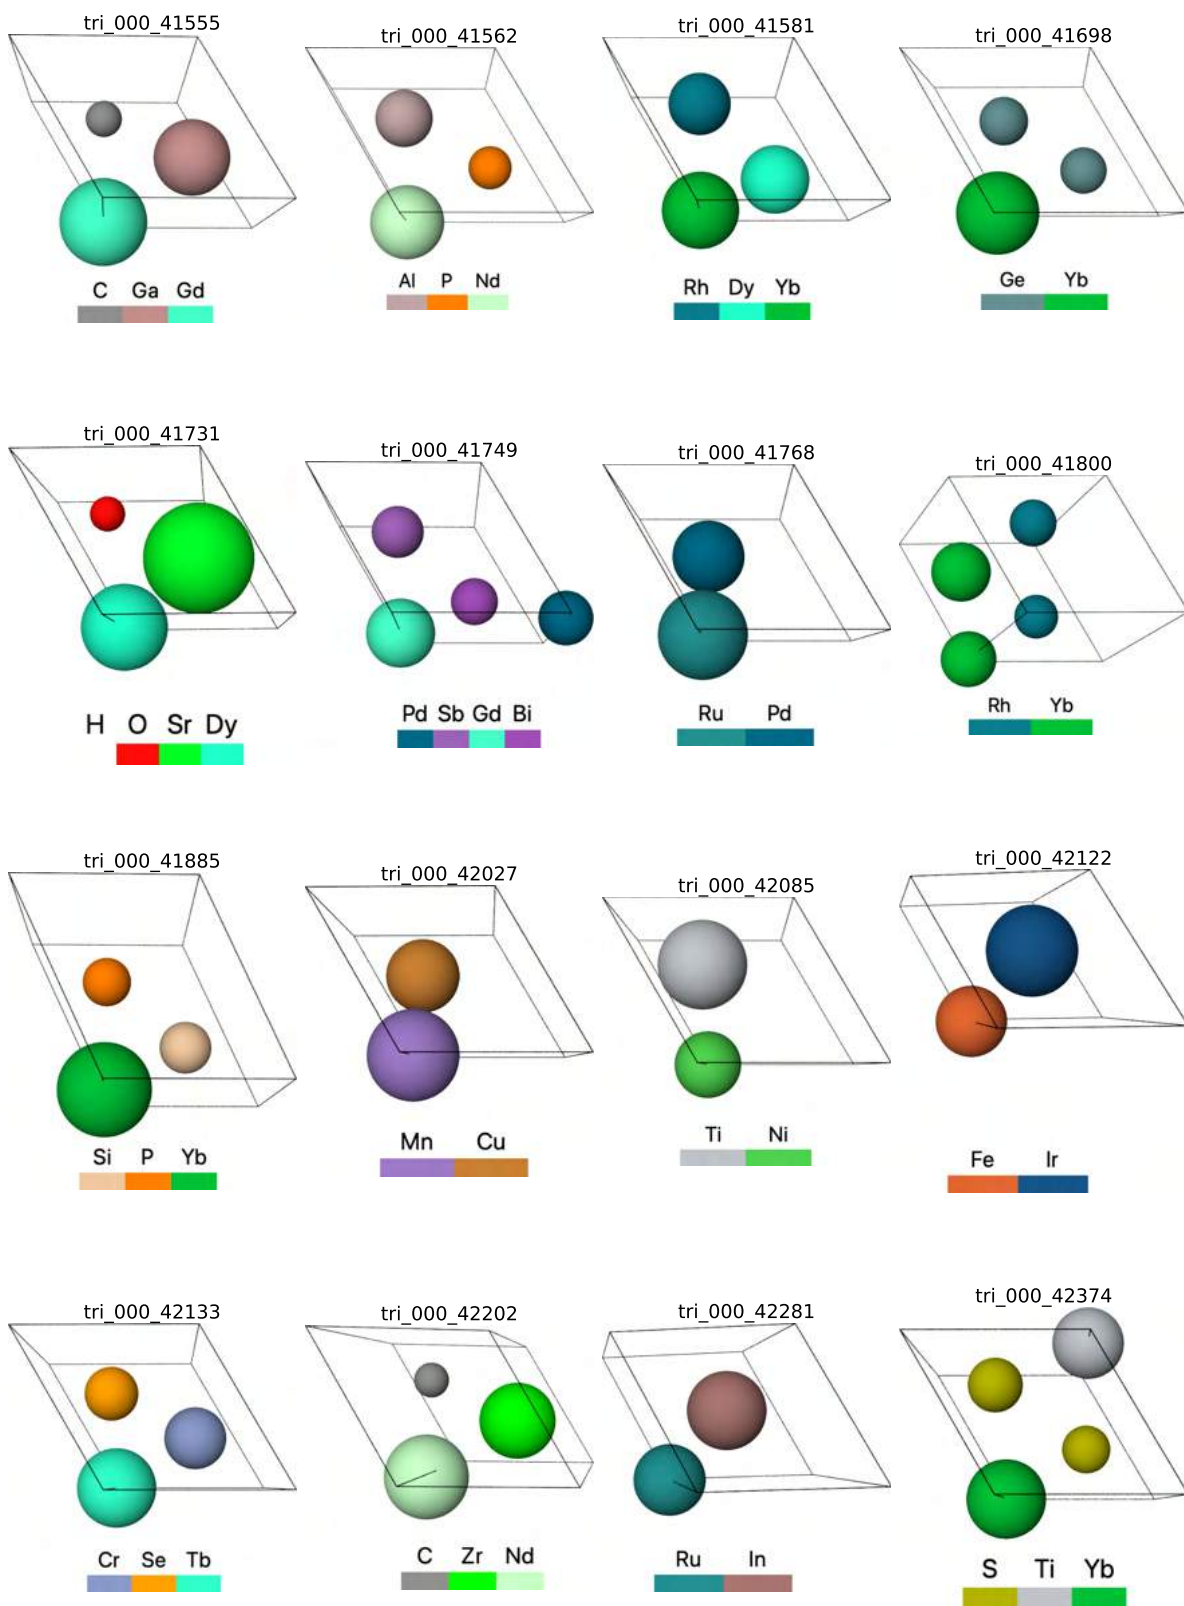 tri_000_41555
tri_000_41562
tri_000_41581
tri_000_41698
C Ga Gd
Al P Nd
Rh Dy Yb
Ge Yb
tri_000_41731
tri_000_41749
tri_000_41768
tri_000_41800
H O Sr Dy
Pd Sb Gd Bi
Ru Pd
Rh Yb
tri_000_41885
tri_000_42027
tri_000_42085
tri_000_42122
Si P Yb
Mn Cu
Ti Ni
Fe Ir
tri_000_42133
tri_000_42202
tri_000_42281
tri_000_42374
Cr Se Tb
C Zr Nd
Ru In
S Ti Yb